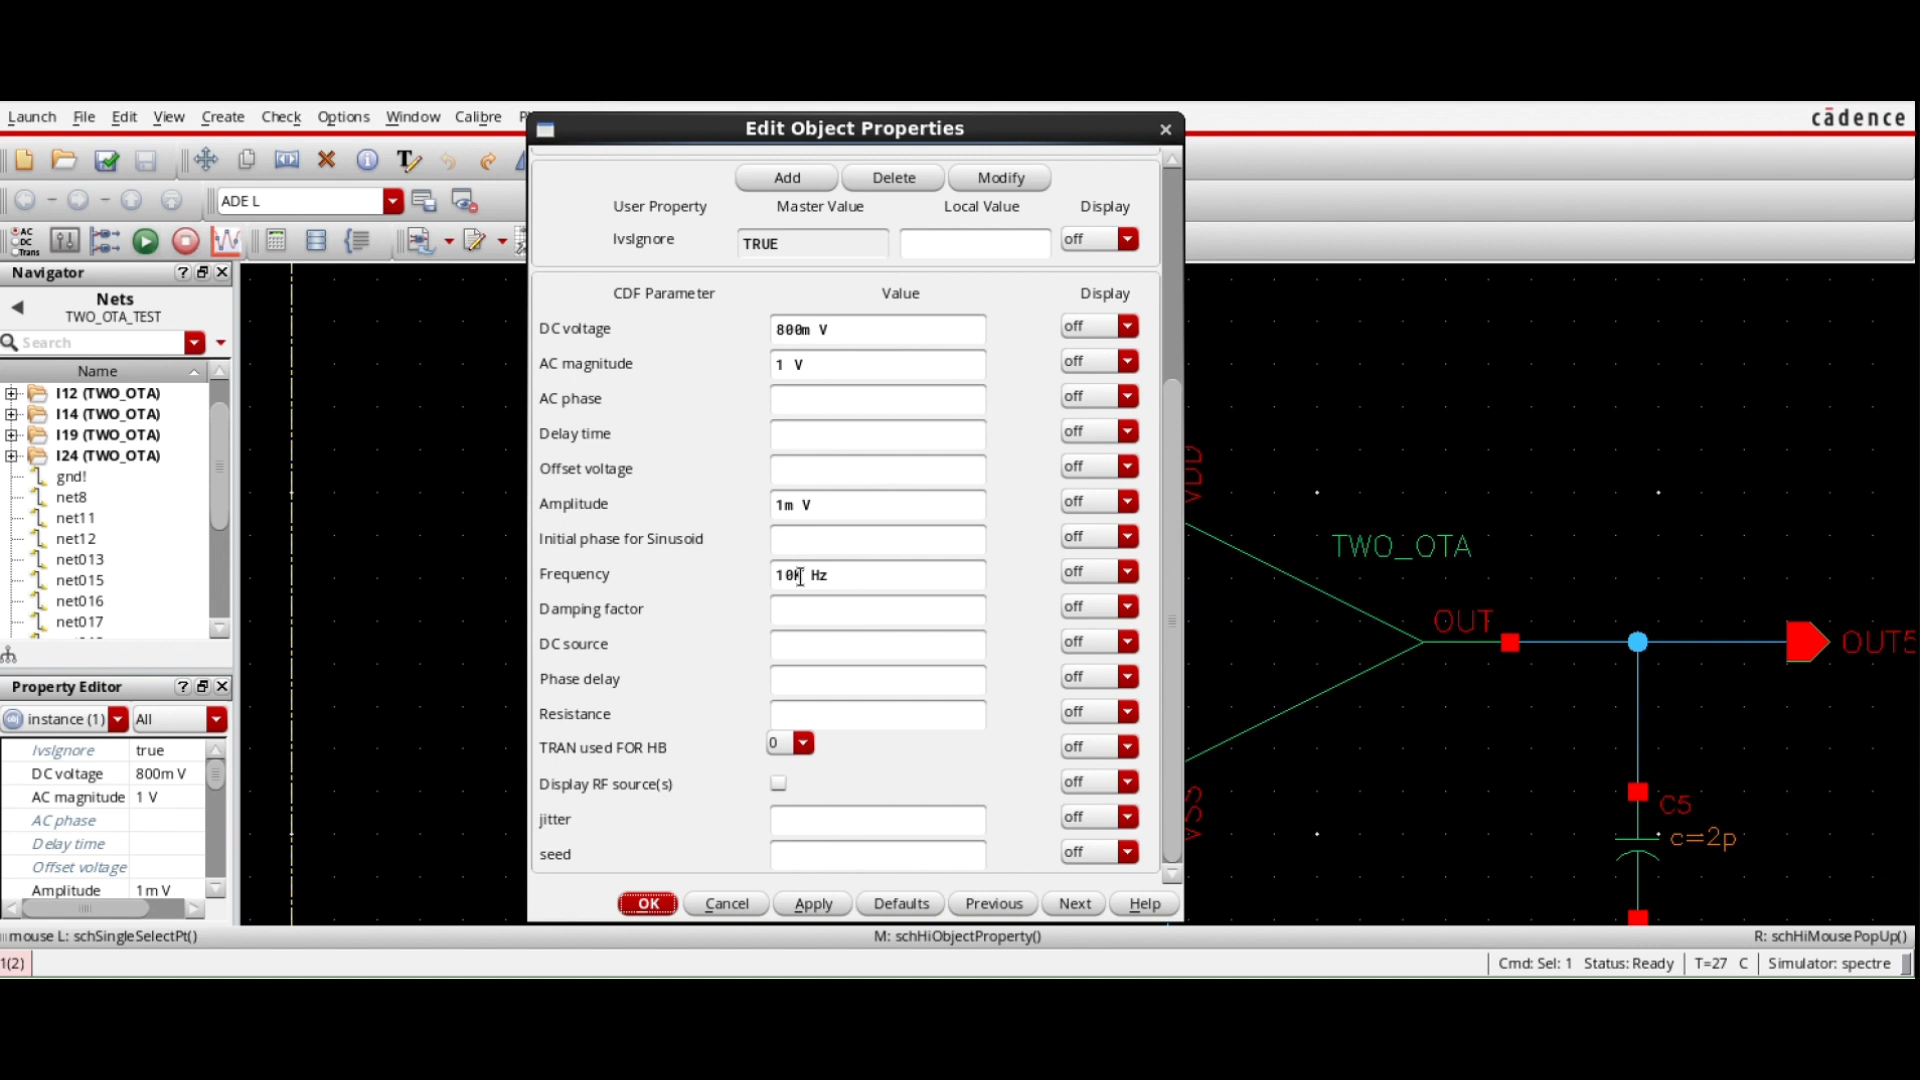 Launch File Edit View Create Check Options Window Calibre
Edit Object Properties
cādence
ADE L
AC
DC
Trans
Navigator
Nets
TWO_OTA_TEST
Search
Name
I12 (TWO_OTA)
I14 (TWO_OTA)
I19 (TWO_OTA)
I24 (TWO_OTA)
gnd!
net8
net11
net12
net013
net015
net016
net017
Property Editor
instance (1) All
lvsIgnore true
DC voltage 800m V
AC magnitude 1 V
AC phase
Delay time
Offset voltage
Amplitude 1m V
Add Delete Modify
User Property Master Value Local Value Display
lvsIgnore TRUE off
CDF Parameter Value Display
DC voltage 800m V off
AC magnitude 1 V off
AC phase off
Delay time off
Offset voltage off
Amplitude 1m V off
Initial phase for Sinusoid off
Frequency 10K Hz off
Damping factor off
DC source off
Phase delay off
Resistance off
TRAN used FOR HB 0 off
Display RF source(s) off
jitter off
seed off
OK Cancel Apply Defaults Previous Next Help
VDD
TWO_OTA
OUT
OUT5
VSS
C5
c=2p
mouse L: schSingleSelectPt() M: schHiObjectProperty() R: schHiMousePopUp()
1(2) Cmd: Sel: 1 Status: Ready T=27 C Simulator: spectre